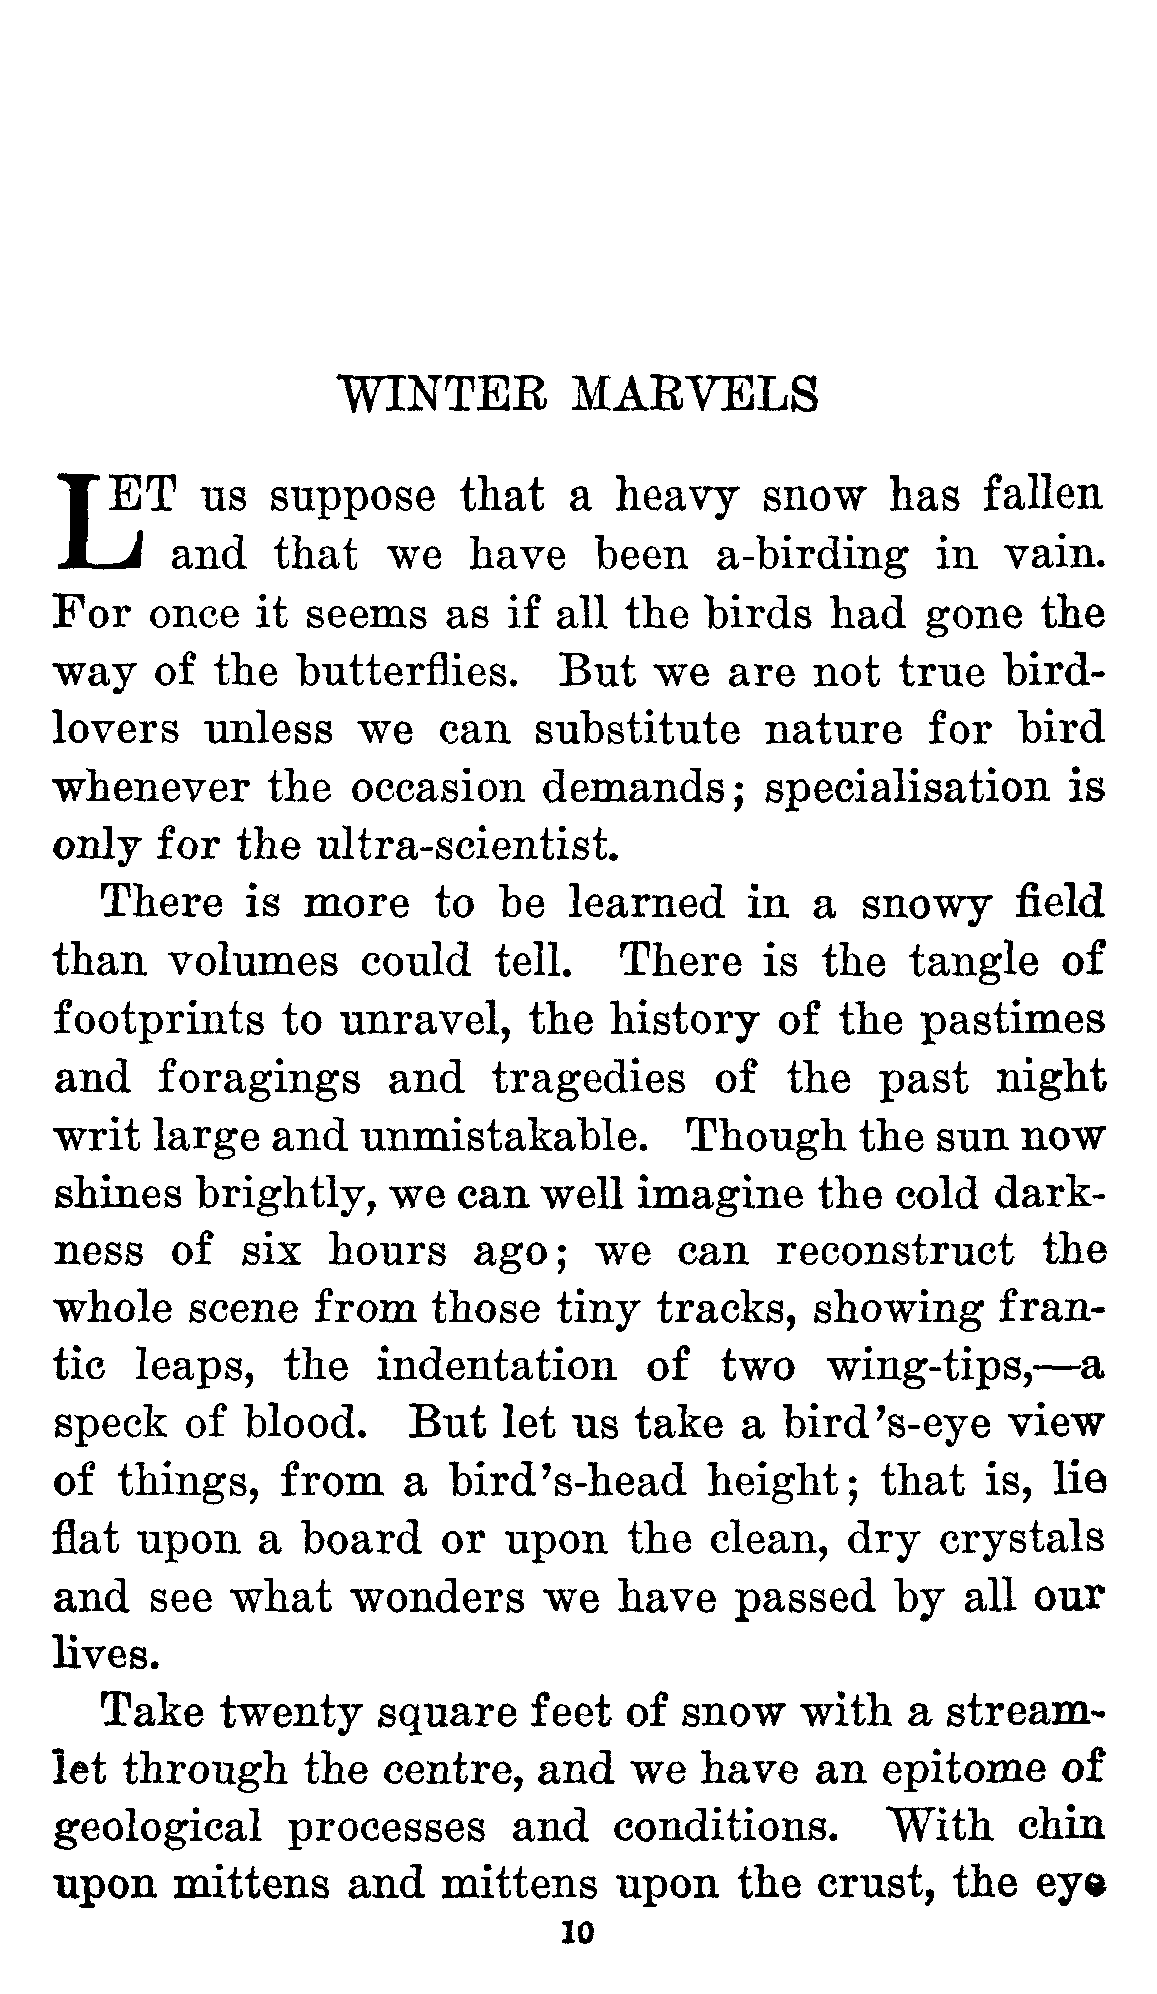 WINTER MARVELS
LET us suppose that a heavy snow has fallen
and that we have been a-birding in vain.
For once it seems as if all the birds had gone the
way of the butterflies. But we are not true bird-
lovers unless we can substitute nature for bird
whenever the occasion demands; specialisation is
only for the ultra-scientist.
There is more to be learned in a snowy field
than volumes could tell. There is the tangle of
footprints to unravel, the history of the pastimes
and foragings and tragedies of the past night
writ large and unmistakable. Though the sun now
shines brightly, we can well imagine the cold dark-
ness of six hours ago; we can reconstruct the
whole scene from those tiny tracks, showing fran-
tic leaps, the indentation of two wing-tips,—a
speck of blood. But let us take a bird's-eye view
of things, from a bird's-head height; that is, lie
flat upon a board or upon the clean, dry crystals
and see what wonders we have passed by all our
lives.
Take twenty square feet of snow with a stream-
let through the centre, and we have an epitome of
geological processes and conditions. With chin
upon mittens and mittens upon the crust, the eye
10